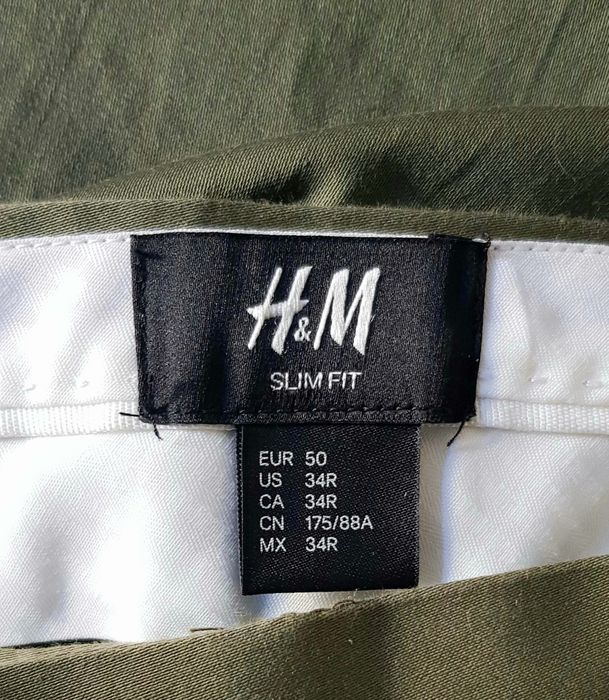 H&M
SLIM FIT
EUR 50
US 34R
CA 34R
CN 175/88A
MX 34R